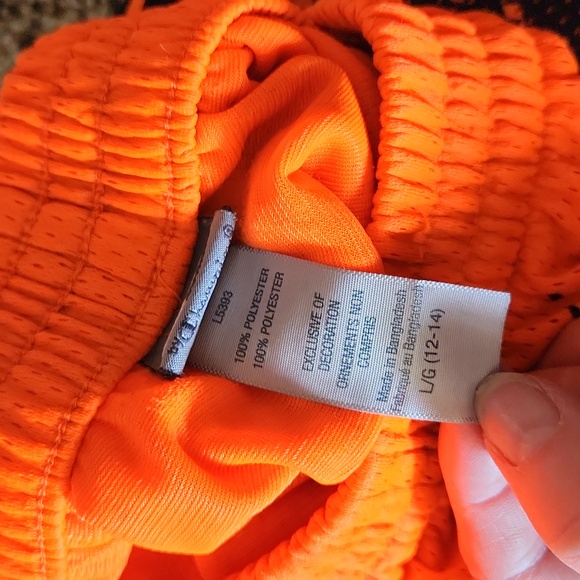 L5393
100% POLYESTER
100% POLYESTER
EXCLUSIVE OF
DECORATION
ORNEMENTS NON
COMPRIS
Made in Bangladesh
Fabriqué au Bangladesh
L/G (12-14)